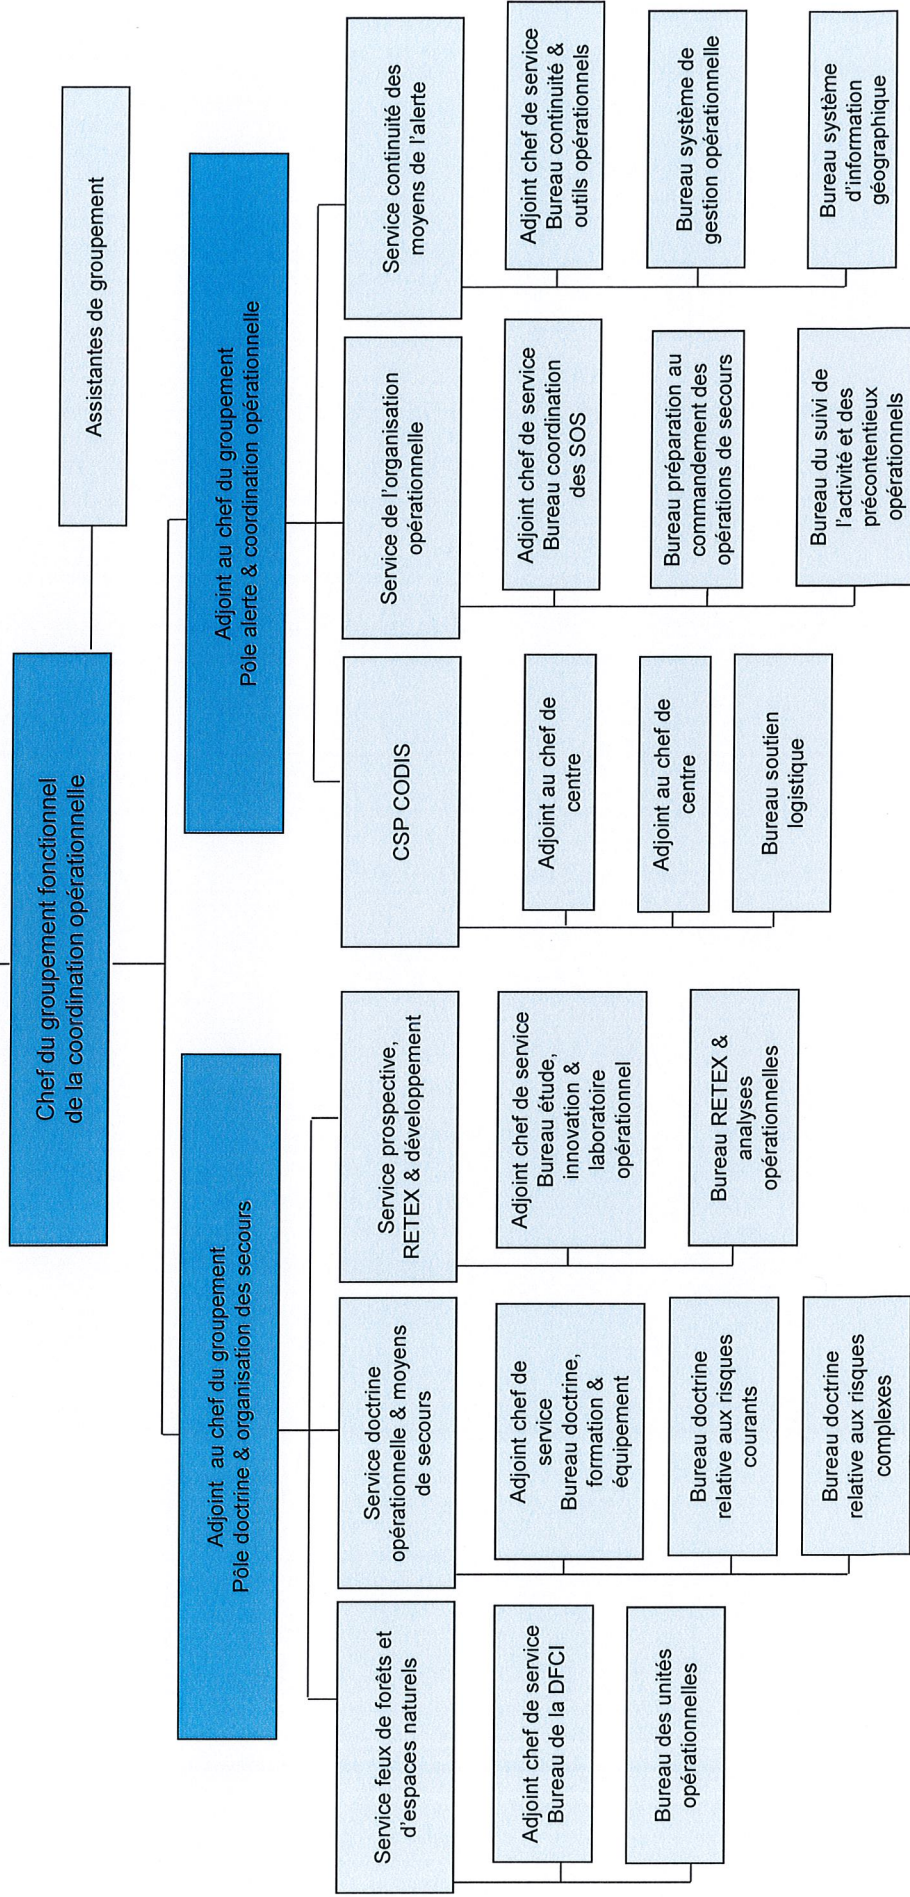 Chef du groupement fonctionnel
de la coordination opérationnelle
Assistantes de groupement
Adjoint au chef du groupement
Pôle doctrine & organisation des secours
Adjoint au chef du groupement
Pôle alerte & coordination opérationnelle
Service feux de forêts et
d'espaces naturels
Adjoint chef de service
Bureau de la DFCI
Bureau des unités
opérationnelles
Service doctrine
opérationnelle & moyens
de secours
Adjoint chef de
service
Bureau doctrine,
formation &
équipement
Bureau doctrine
relative aux risques
courants
Bureau doctrine
relative aux risques
complexes
Service prospective,
RETEX & développement
Adjoint chef de service
Bureau étude,
innovation &
laboratoire
opérationnel
Bureau RETEX &
analyses
opérationnelles
CSP CODIS
Adjoint au chef de
centre
Adjoint au chef de
centre
Bureau soutien
logistique
Service de l'organisation
opérationnelle
Adjoint chef de service
Bureau coordination
des SOS
Bureau préparation au
commandement des
opérations de secours
Bureau du suivi de
l'activité et des
précontentieux
opérationnels
Service continuité des
moyens de l'alerte
Adjoint chef de service
Bureau continuité &
outils opérationnels
Bureau système de
gestion opérationnelle
Bureau système
d'information
géographique